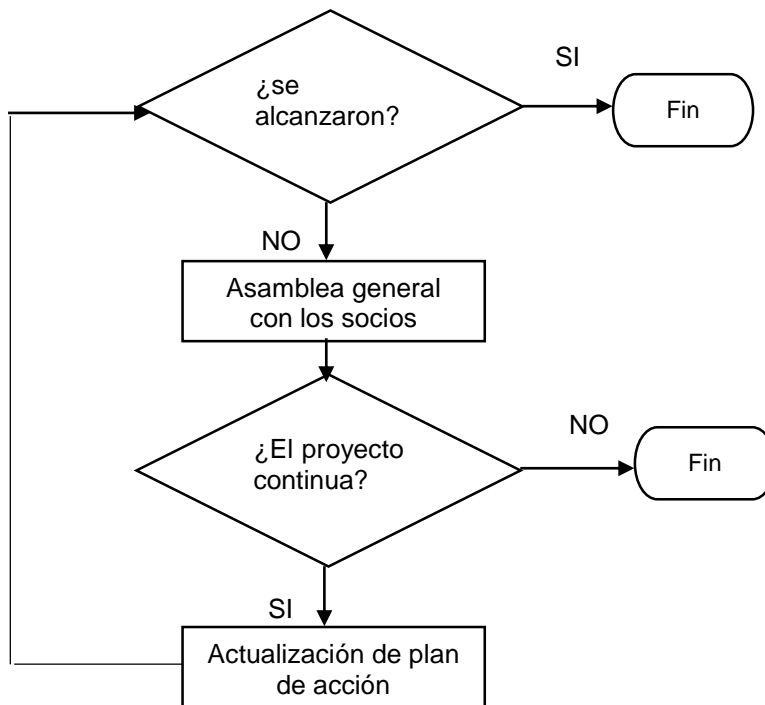 ¿se
alcanzaron?
SI
Fin
NO
Asamblea general
con los socios
¿El proyecto
continua?
NO
Fin
SI
Actualización de plan
de acción